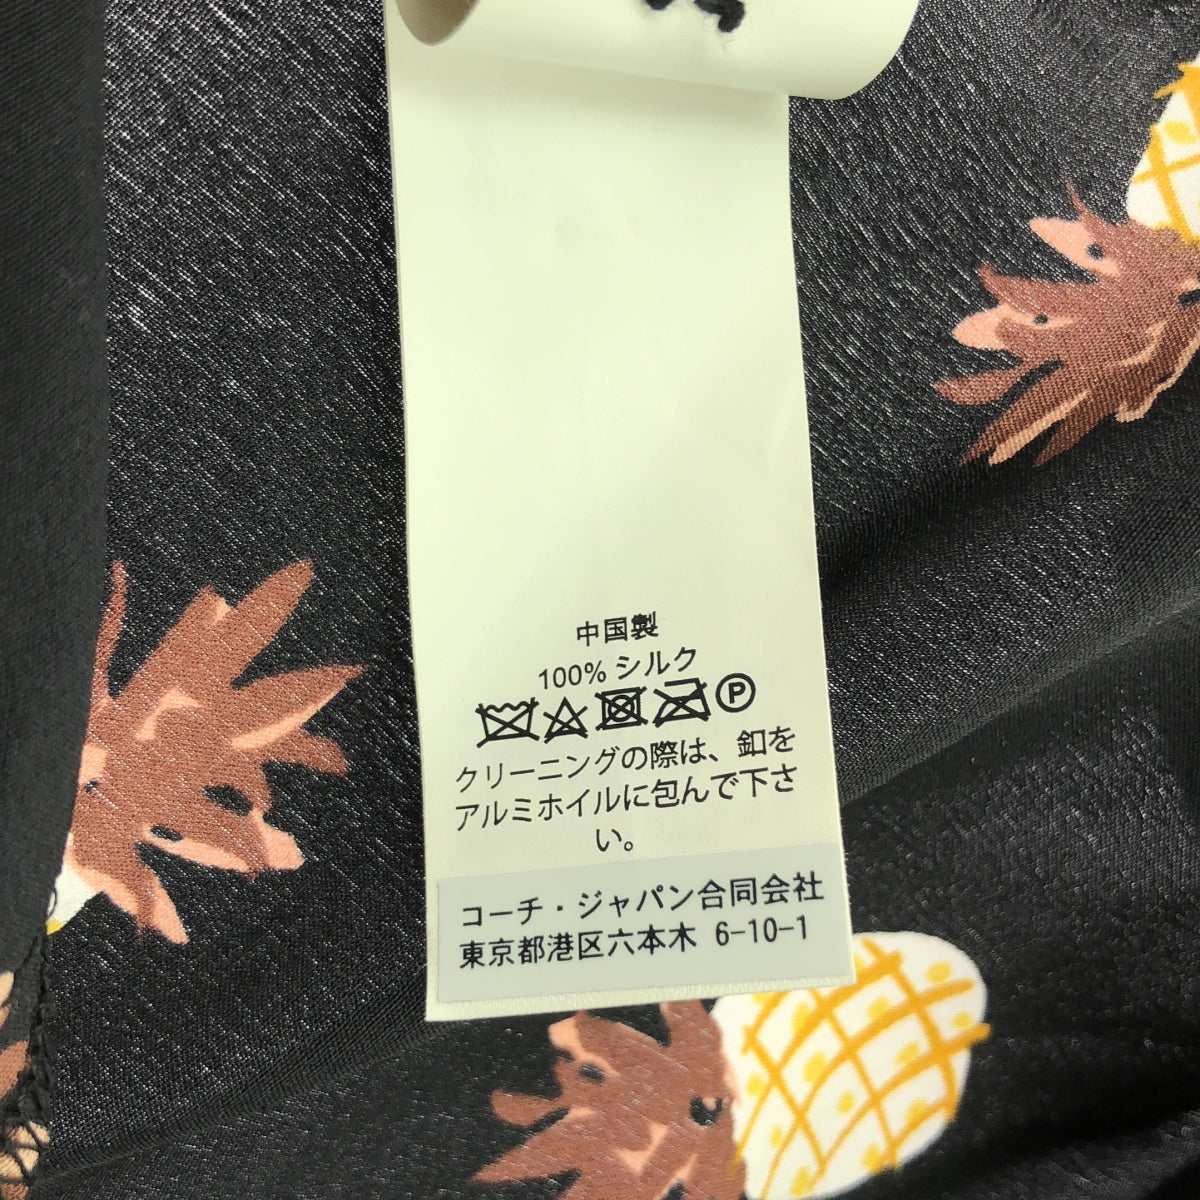 中国製
100% シルク
P
クリーニングの際は、釦を
アルミホイルに包んで下さ
い。
コーチ・ジャパン合同会社
東京都港区六本木 6-10-1